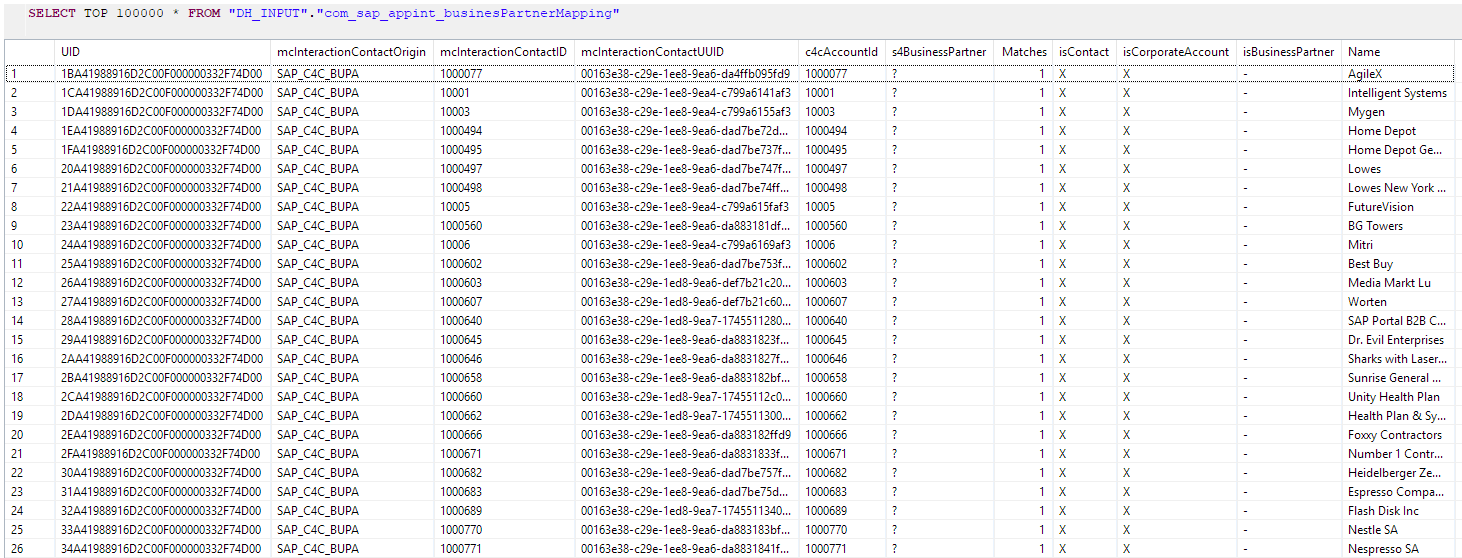 SELECT TOP 100000 * FROM "DH_INPUT"."com_sap_appint_businesPartnerMapping"
UID mcInteractionContactOrigin mcInteractionContactID mcInteractionContactUUID c4cAccountId s4BusinessPartner Matches isContact isCorporateAccount isBusinessPartner Name
1 1BA41988916D2C00F000000332F74D00 SAP_C4C_BUPA 1000077 00163e38-c29e-1ee8-9ea6-da4ffb095fd9 1000077 ? 1 X X - AgileX
2 1CA41988916D2C00F000000332F74D00 SAP_C4C_BUPA 10001 00163e38-c29e-1ee8-9ea4-c799a6141af3 10001 ? 1 X X - Intelligent Systems
3 1DA41988916D2C00F000000332F74D00 SAP_C4C_BUPA 10003 00163e38-c29e-1ee8-9ea4-c799a6155af3 10003 ? 1 X X - Mygen
4 1EA41988916D2C00F000000332F74D00 SAP_C4C_BUPA 1000494 00163e38-c29e-1ee8-9ea6-dad7be72d... 1000494 ? 1 X X - Home Depot
5 1FA41988916D2C00F000000332F74D00 SAP_C4C_BUPA 1000495 00163e38-c29e-1ee8-9ea6-dad7be737f... 1000495 ? 1 X X - Home Depot Ge...
6 20A41988916D2C00F000000332F74D00 SAP_C4C_BUPA 1000497 00163e38-c29e-1ee8-9ea6-dad7be747f... 1000497 ? 1 X X - Lowes
7 21A41988916D2C00F000000332F74D00 SAP_C4C_BUPA 1000498 00163e38-c29e-1ee8-9ea6-dad7be74ff... 1000498 ? 1 X X - Lowes New York ...
8 22A41988916D2C00F000000332F74D00 SAP_C4C_BUPA 10005 00163e38-c29e-1ee8-9ea4-c799a615faf3 10005 ? 1 X X - FutureVision
9 23A41988916D2C00F000000332F74D00 SAP_C4C_BUPA 1000560 00163e38-c29e-1ee8-9ea6-da883181df... 1000560 ? 1 X X - BG Towers
10 24A41988916D2C00F000000332F74D00 SAP_C4C_BUPA 10006 00163e38-c29e-1ee8-9ea4-c799a6169af3 10006 ? 1 X X - Mitri
11 25A41988916D2C00F000000332F74D00 SAP_C4C_BUPA 1000602 00163e38-c29e-1ee8-9ea6-dad7be753f... 1000602 ? 1 X X - Best Buy
12 26A41988916D2C00F000000332F74D00 SAP_C4C_BUPA 1000603 00163e38-c29e-1ed8-9ea6-def7b21c20... 1000603 ? 1 X X - Media Markt Lu
13 27A41988916D2C00F000000332F74D00 SAP_C4C_BUPA 1000607 00163e38-c29e-1ed8-9ea6-def7b21c60... 1000607 ? 1 X X - Worten
14 28A41988916D2C00F000000332F74D00 SAP_C4C_BUPA 1000640 00163e38-c29e-1ed8-9ea7-1745511280... 1000640 ? 1 X X - SAP Portal B2B C...
15 29A41988916D2C00F000000332F74D00 SAP_C4C_BUPA 1000645 00163e38-c29e-1ee8-9ea6-da8831823f... 1000645 ? 1 X X - Dr. Evil Enterprises
16 2AA41988916D2C00F000000332F74D00 SAP_C4C_BUPA 1000646 00163e38-c29e-1ee8-9ea6-da8831827f... 1000646 ? 1 X X - Sharks with Laser...
17 2BA41988916D2C00F000000332F74D00 SAP_C4C_BUPA 1000658 00163e38-c29e-1ee8-9ea6-da883182bf... 1000658 ? 1 X X - Sunrise General ...
18 2CA41988916D2C00F000000332F74D00 SAP_C4C_BUPA 1000660 00163e38-c29e-1ed8-9ea7-17455112c0... 1000660 ? 1 X X - Unity Health Plan
19 2DA41988916D2C00F000000332F74D00 SAP_C4C_BUPA 1000662 00163e38-c29e-1ed8-9ea7-1745511300... 1000662 ? 1 X X - Health Plan & Sy...
20 2EA41988916D2C00F000000332F74D00 SAP_C4C_BUPA 1000666 00163e38-c29e-1ee8-9ea6-da883182ffd9 1000666 ? 1 X X - Foxxy Contractors
21 2FA41988916D2C00F000000332F74D00 SAP_C4C_BUPA 1000671 00163e38-c29e-1ee8-9ea6-da8831833f... 1000671 ? 1 X X - Number 1 Contr...
22 30A41988916D2C00F000000332F74D00 SAP_C4C_BUPA 1000682 00163e38-c29e-1ee8-9ea6-dad7be757f... 1000682 ? 1 X X - Heidelberger Ze...
23 31A41988916D2C00F000000332F74D00 SAP_C4C_BUPA 1000683 00163e38-c29e-1ee8-9ea6-dad7be75d... 1000683 ? 1 X X - Espresso Compa...
24 32A41988916D2C00F000000332F74D00 SAP_C4C_BUPA 1000689 00163e38-c29e-1ed8-9ea7-1745511340... 1000689 ? 1 X X - Flash Disk Inc
25 33A41988916D2C00F000000332F74D00 SAP_C4C_BUPA 1000770 00163e38-c29e-1ee8-9ea6-da883183bf... 1000770 ? 1 X X - Nestle SA
26 34A41988916D2C00F000000332F74D00 SAP_C4C_BUPA 1000771 00163e38-c29e-1ee8-9ea6-da8831841f... 1000771 ? 1 X X - Nespresso SA